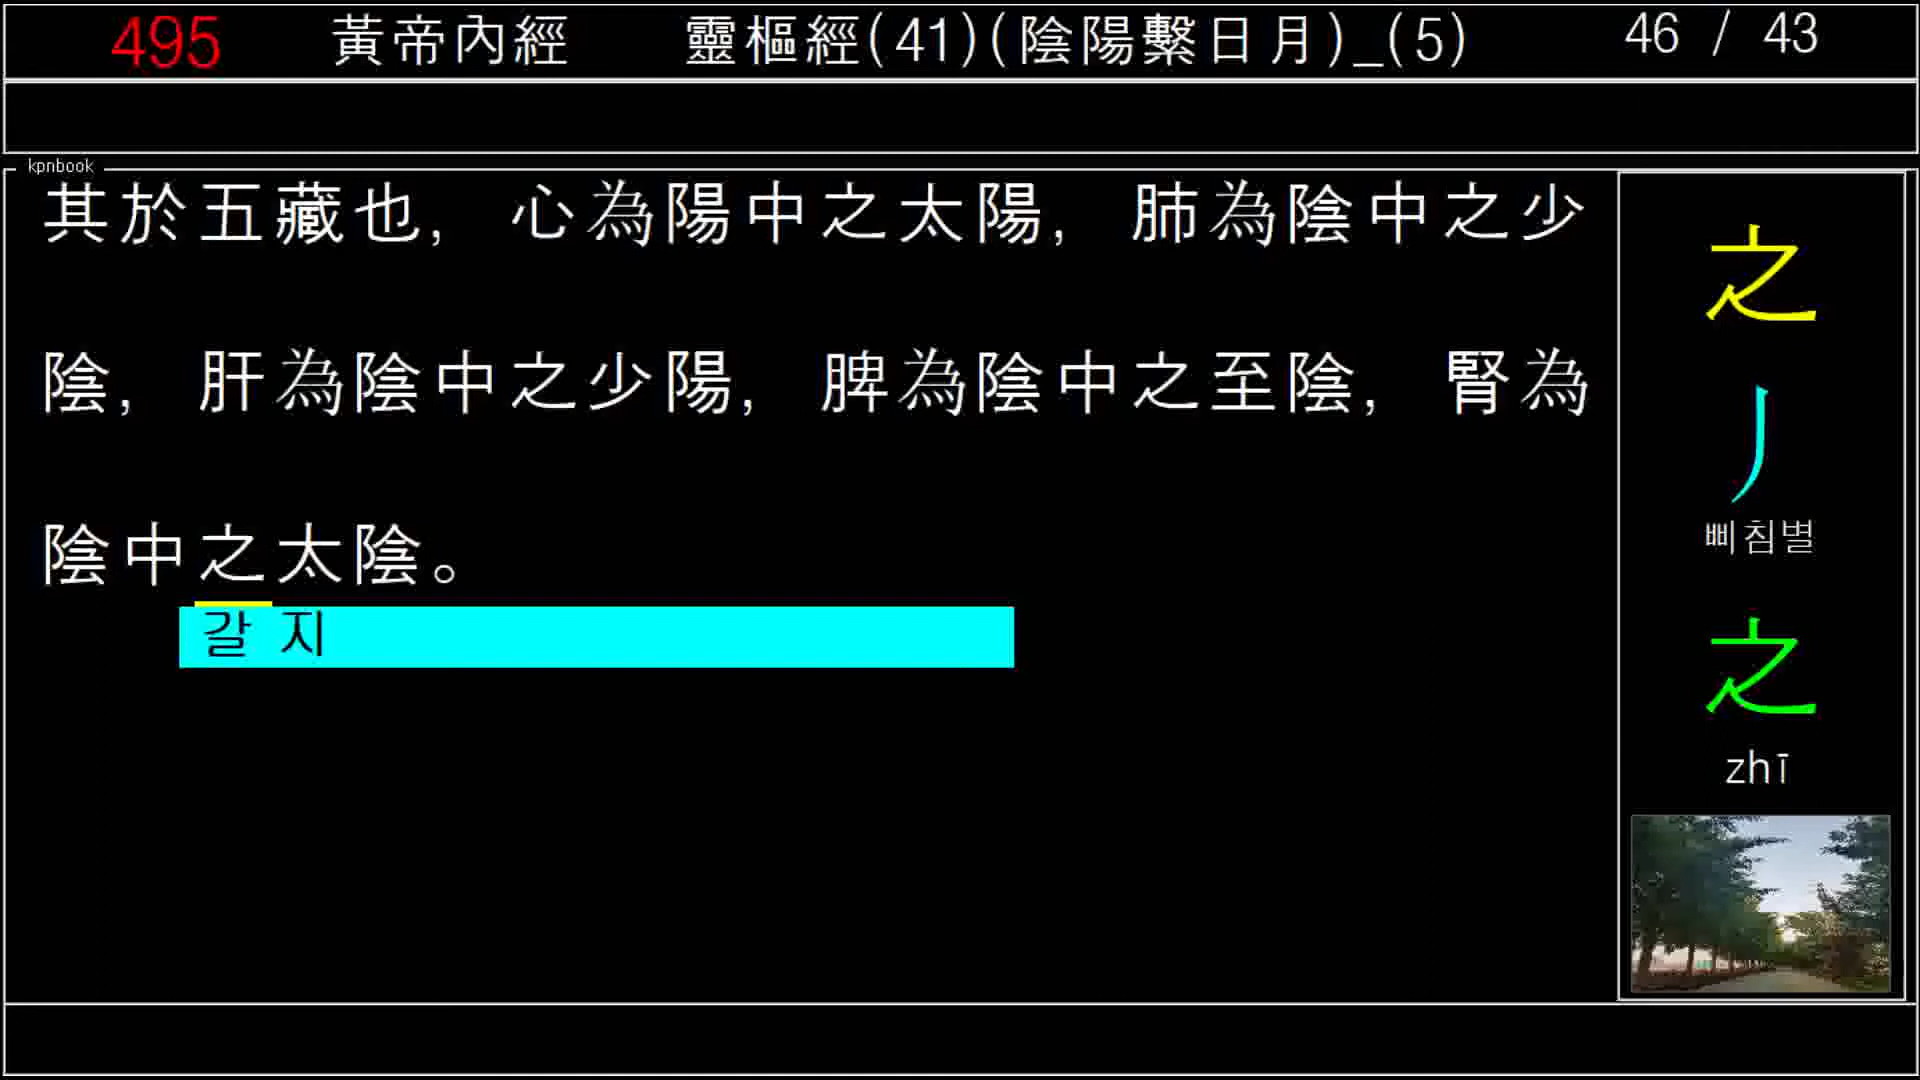 495 黃帝內經 靈樞經(41)(陰陽繫日月)_(5) 46 / 43
kpnbook
其於五藏也, 心為陽中之太陽, 肺為陰中之少
陰, 肝為陰中之少陽, 脾為陰中之至陰, 腎為
陰中之太陰。
갈 지
之
丿
삐침별
之
zhī